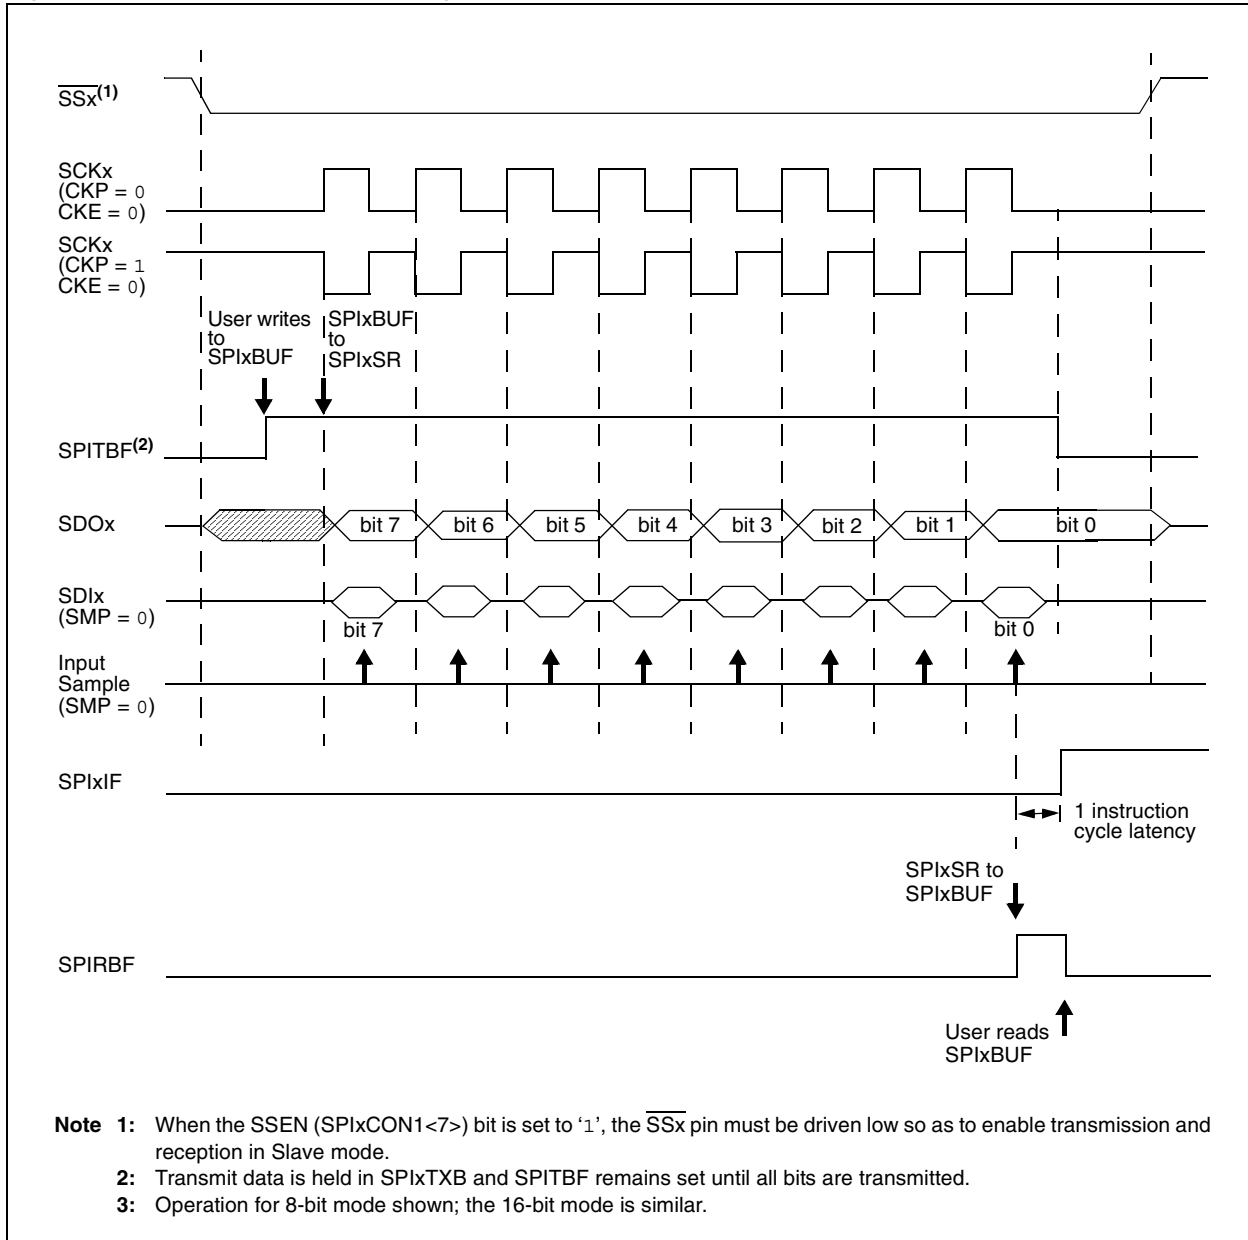 SSx(1)
SCKx
(CKP = 0
CKE = 0)
SCKx
(CKP = 1
CKE = 0)
User writes
to
SPIxBUF
SPIxBUF
to
SPIxSR
SPITBF(2)
SDOx
bit 7 bit 6 bit 5 bit 4 bit 3 bit 2 bit 1 bit 0
SDIx
(SMP = 0)
bit 7 bit 0
Input
Sample
(SMP = 0)
SPIxIF
1 instruction
cycle latency
SPIxSR to
SPIxBUF
SPIRBF
User reads
SPIxBUF
Note 1: When the SSEN (SPIxCON1<7>) bit is set to ‘1’, the SSx pin must be driven low so as to enable transmission and
reception in Slave mode.
2: Transmit data is held in SPIxTXB and SPITBF remains set until all bits are transmitted.
3: Operation for 8-bit mode shown; the 16-bit mode is similar.